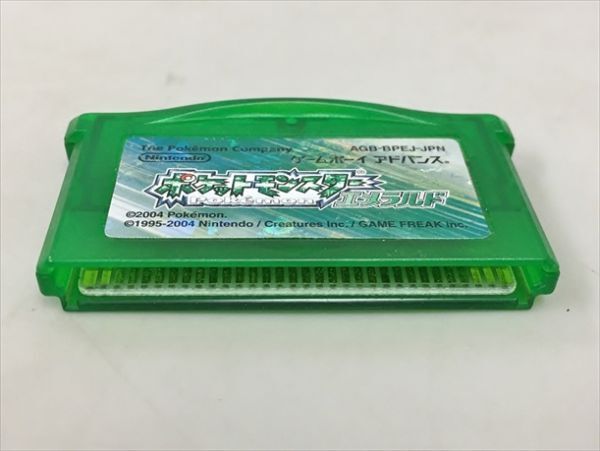 The Pokémon Company AGB-BPEJ-JPN
Nintendo ゲームボーイ アドバンス®
ポケットモンスター
Pokémon エメラルド
©2004 Pokémon.
©1995-2004 Nintendo / Creatures inc. / GAME FREAK inc.